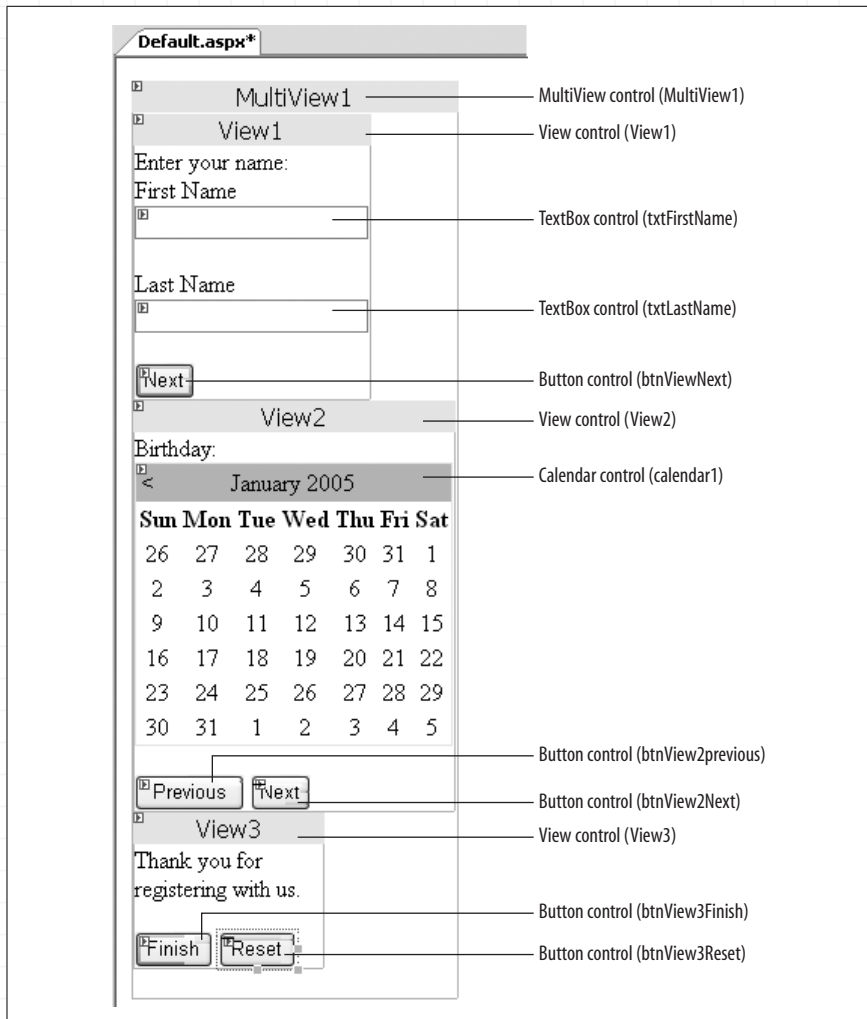 Default.aspx*
MultiView1
MultiView control (MultiView1)
View1
View control (View1)
Enter your name:
First Name
TextBox control (txtFirstName)
Last Name
TextBox control (txtLastName)
Next
Button control (btnViewNext)
View2
View control (View2)
Birthday:
< January 2005
Calendar control (calendar1)
Sun Mon Tue Wed Thu Fri Sat
26 27 28 29 30 31 1
2 3 4 5 6 7 8
9 10 11 12 13 14 15
16 17 18 19 20 21 22
23 24 25 26 27 28 29
30 31 1 2 3 4 5
Button control (btnView2previous)
Previous Next
Button control (btnView2Next)
View3
View control (View3)
Thank you for
registering with us.
Button control (btnView3Finish)
Finish Reset
Button control (btnView3Reset)